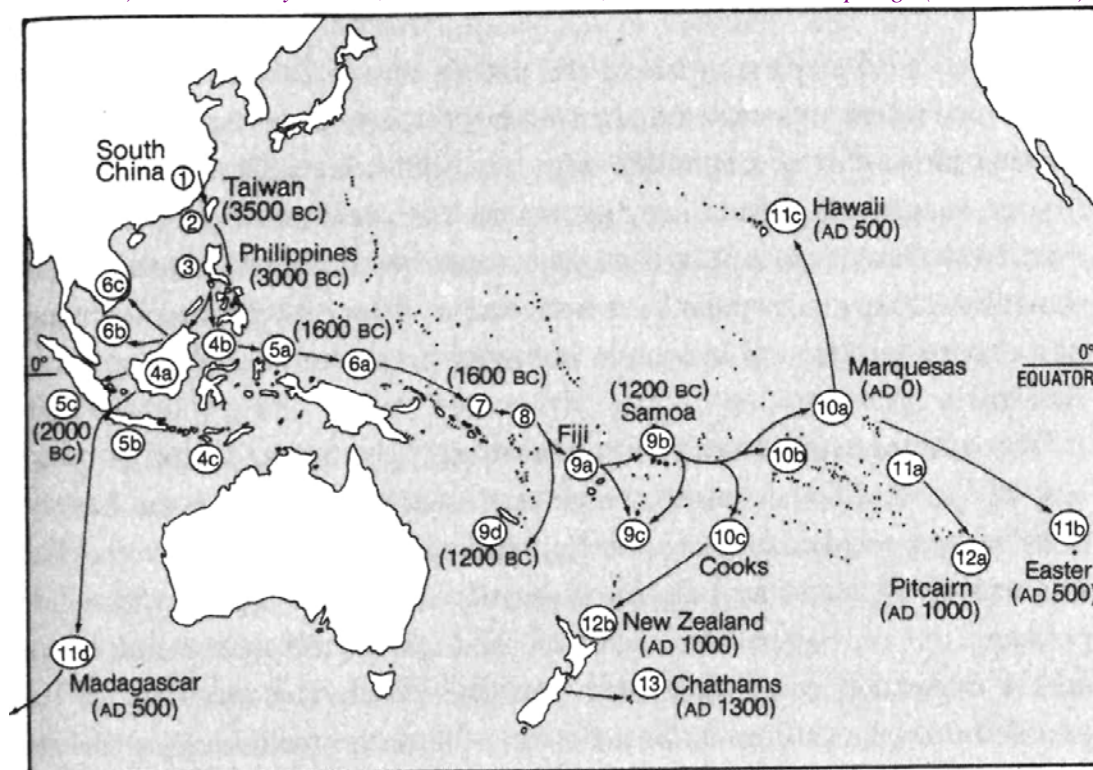 South
China
1
Taiwan
(3500 BC)
2
Philippines
(3000 BC)
3
6c
6b
4a
4b
5a
(1600 BC)
6a
0°
5c
(2000
BC)
5b
4c
(1600 BC)
7
8
Fiji
9a
(1200 BC)
Samoa
9b
9c
9d
(1200 BC)
11c
Hawaii
(AD 500)
0°
EQUATOR
Marquesas
(AD 0)
10a
10b
10c
Cooks
11a
11b
Easter
(AD 500)
12a
Pitcairn
(AD 1000)
12b
New Zealand
(AD 1000)
13
Chathams
(AD 1300)
11d
Madagascar
(AD 500)